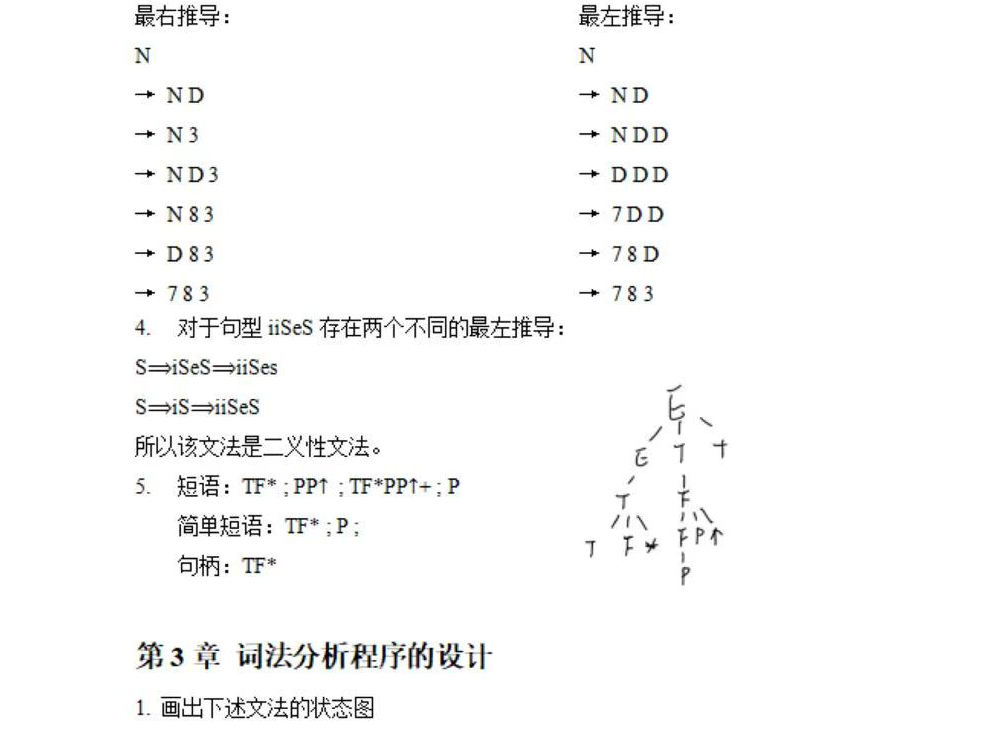 最右推导：
N
→ N D
→ N 3
→ N D 3
→ N 8 3
→ D 8 3
→ 7 8 3
最左推导：
N
→ N D
→ N D D
→ D D D
→ 7 D D
→ 7 8 D
→ 7 8 3
4. 对于句型 iiSeS 存在两个不同的最左推导：
S⟹iSeS⟹iiSes
S⟹iS⟹iiSeS
所以该文法是二义性文法。
5. 短语：TF* ; PP↑ ; TF*PP↑+ ; P
简单短语：TF* ; P ;
句柄：TF*
E
E T +
T F
T F * F P ↑
P
第 3 章 词法分析程序的设计
1. 画出下述文法的状态图